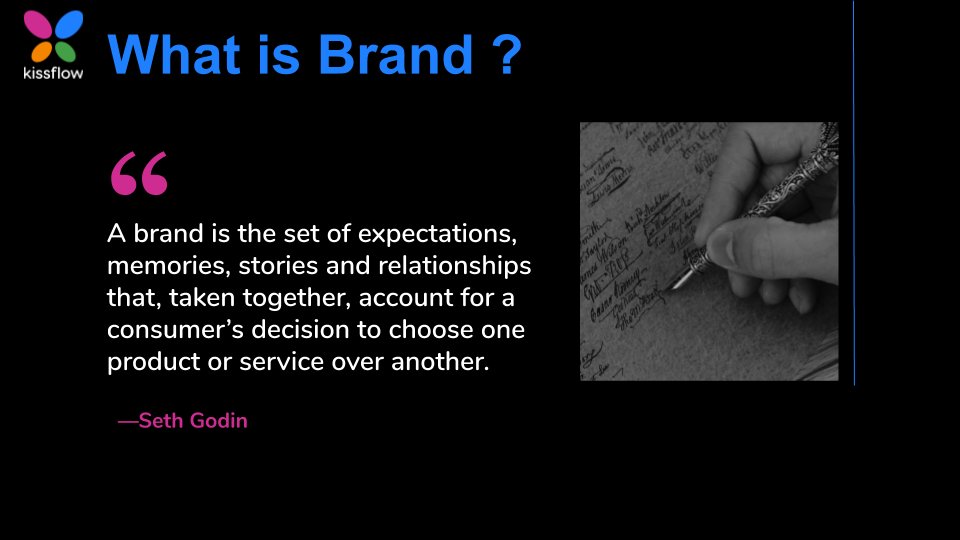 kissflow
What is Brand ?
“
A brand is the set of expectations,
memories, stories and relationships
that, taken together, account for a
consumer’s decision to choose one
product or service over another.
—Seth Godin